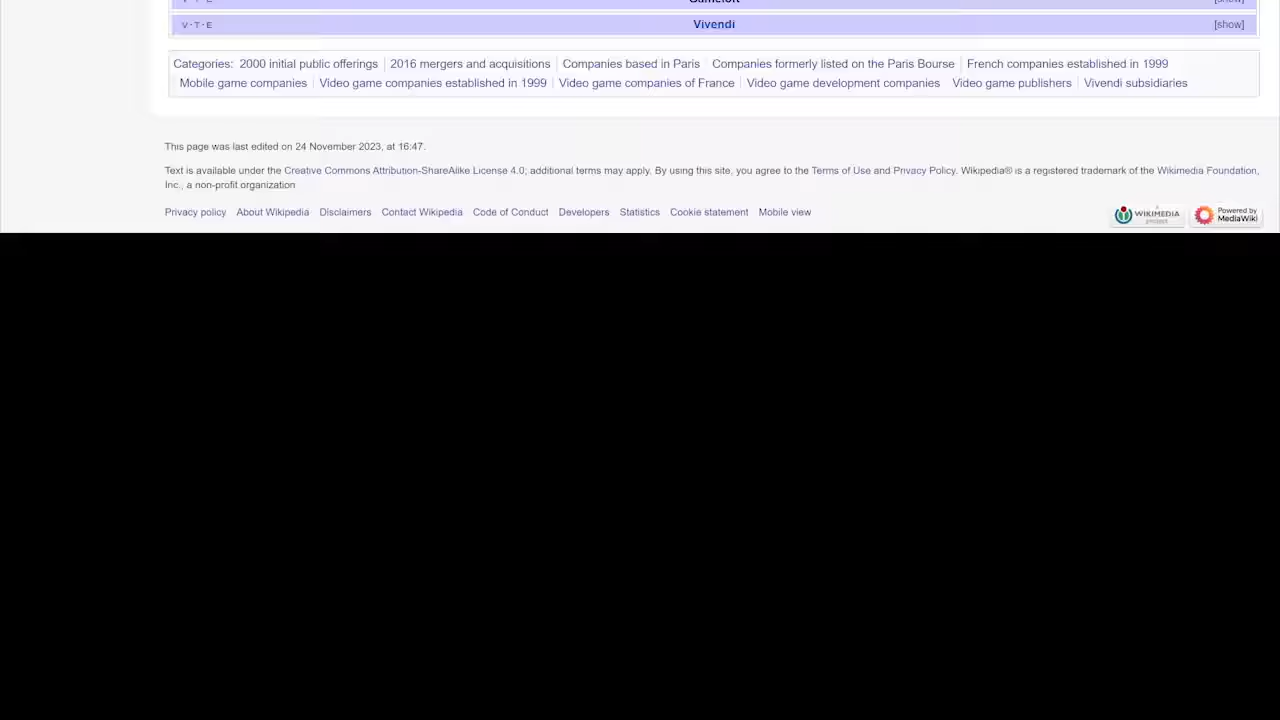 V · T · E Gameloft [show]
V · T · E Vivendi [show]
Categories: 2000 initial public offerings | 2016 mergers and acquisitions | Companies based in Paris Companies formerly listed on the Paris Bourse | French companies established in 1999
Mobile game companies | Video game companies established in 1999 | Video game companies of France | Video game development companies Video game publishers | Vivendi subsidiaries
This page was last edited on 24 November 2023, at 16:47.
Text is available under the Creative Commons Attribution-ShareAlike License 4.0; additional terms may apply. By using this site, you agree to the Terms of Use and Privacy Policy. Wikipedia® is a registered trademark of the Wikimedia Foundation,
Inc., a non-profit organization
Privacy policy About Wikipedia Disclaimers Contact Wikipedia Code of Conduct Developers Statistics Cookie statement Mobile view
A WIKIMEDIA project
Powered by MediaWiki